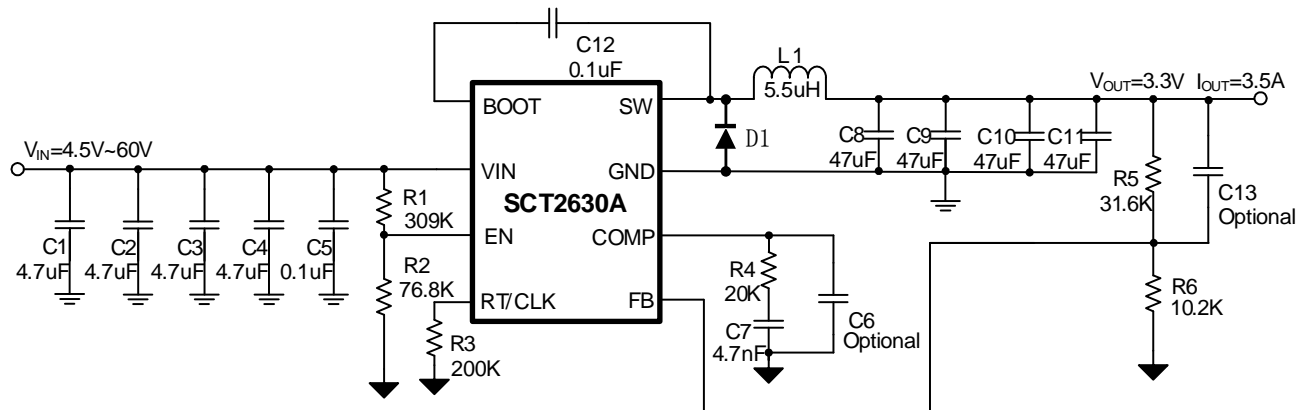 C12
0.1uF
L1
5.5uH
VOUT=3.3V IOUT=3.5A
BOOT
SW
D1
C8
47uF
C9
47uF
C10
47uF
C11
47uF
VIN=4.5V~60V
VIN
GND
SCT2630A
R1
309K
R5
31.6K
C13
Optional
C1
4.7uF
C2
4.7uF
C3
4.7uF
C4
4.7uF
C5
0.1uF
EN
COMP
R2
76.8K
R4
20K
RT/CLK
FB
R6
10.2K
R3
200K
C7
4.7nF
C6
Optional